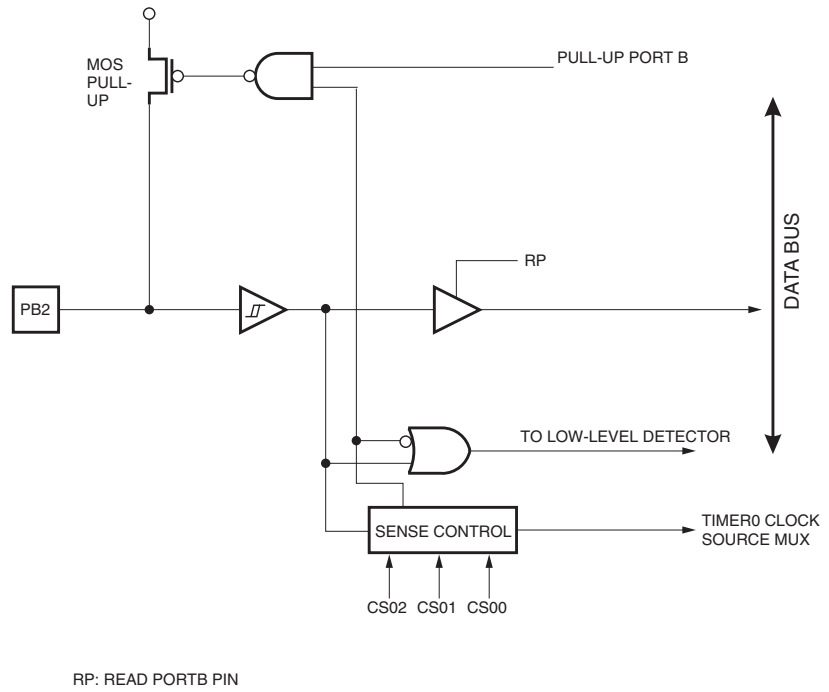 MOS
PULL-
UP
PULL-UP PORT B
RP
DATA BUS
PB2
TO LOW-LEVEL DETECTOR
SENSE CONTROL
TIMER0 CLOCK
SOURCE MUX
CS02 CS01 CS00
RP: READ PORTB PIN